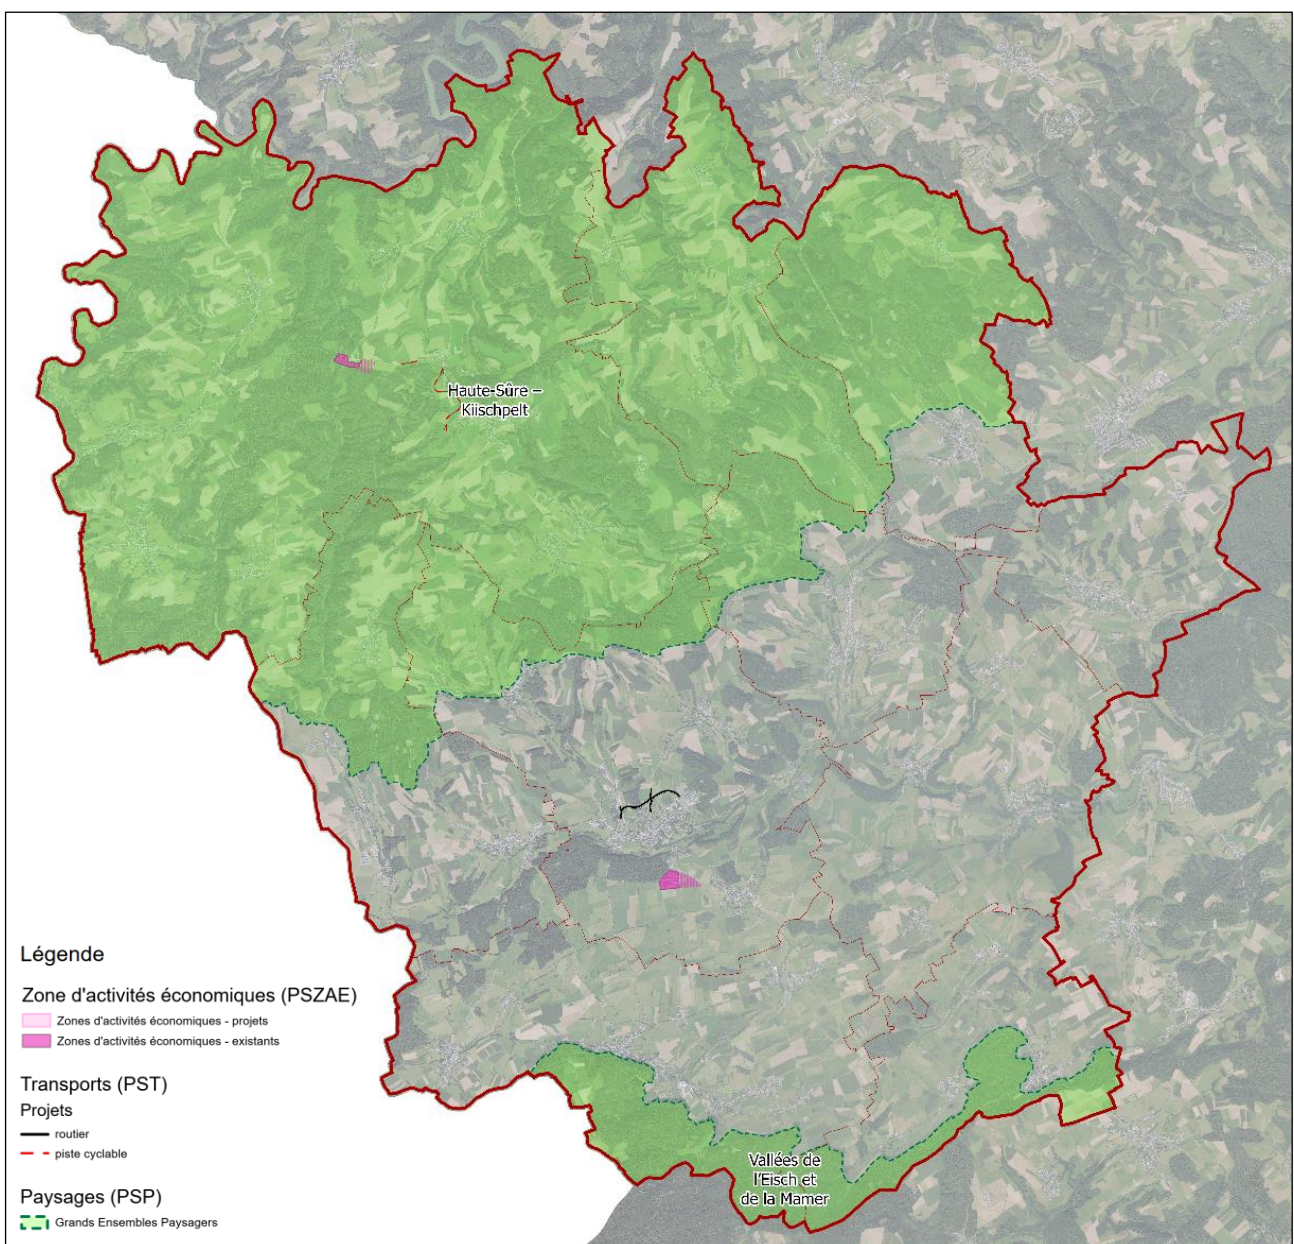 Haute-Sûre –
Kiischpelt
Légende
Zone d'activités économiques (PSZAE)
Zones d'activités économiques - projets
Zones d'activités économiques - existants
Transports (PST)
Projets
routier
piste cyclable
Paysages (PSP)
Grands Ensembles Paysagers
Vallées de
l'Eisch et
de la Mamer